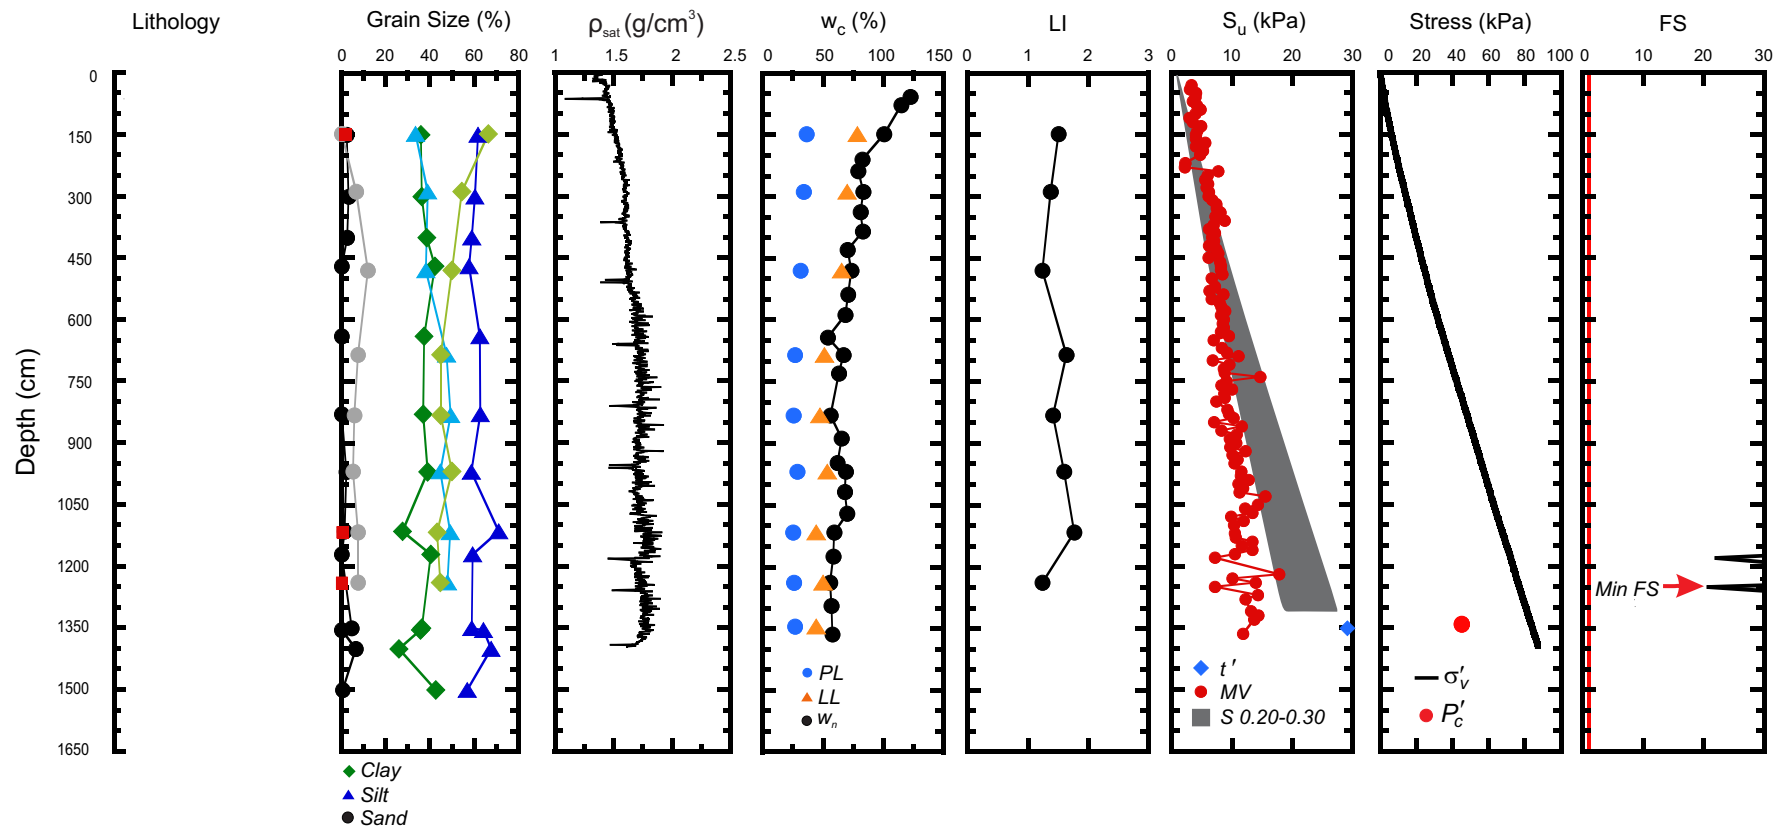 Lithology
Grain Size (%)
ρsat (g/cm³)
wc (%)
LI
Su (kPa)
Stress (kPa)
FS
0 20 40 60 80
1 1.5 2 2.5
0 50 100 150
0 1 2 3
0 10 20 30
0 20 40 60 80 100
0 10 20 30
Depth (cm)
0
150
300
450
600
750
900
1050
1200
1350
1500
1650
Min FS
PL
LL
wn
t′
MV
S 0.20-0.30
σ′v
P′c
Clay
Silt
Sand